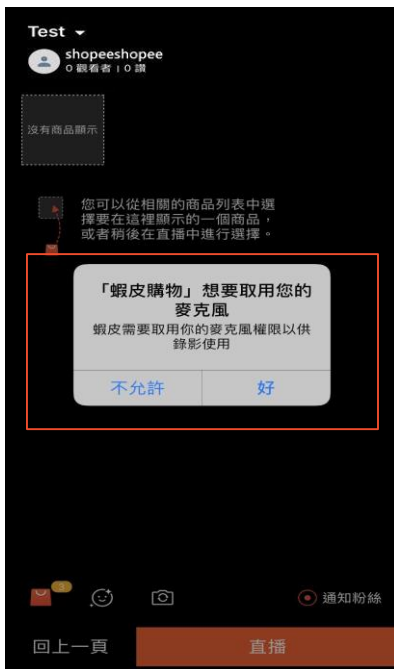 Test
shopeeshopee
0 觀看者 | 0 讚
沒有商品顯示
您可以從相關的商品列表中選
擇要在這裡顯示的一個商品，
或者稍後在直播中進行選擇。
「蝦皮購物」想要取用您的
麥克風
蝦皮需要取用你的麥克風權限以供
錄影使用
不允許
好
3
通知粉絲
回上一頁
直播